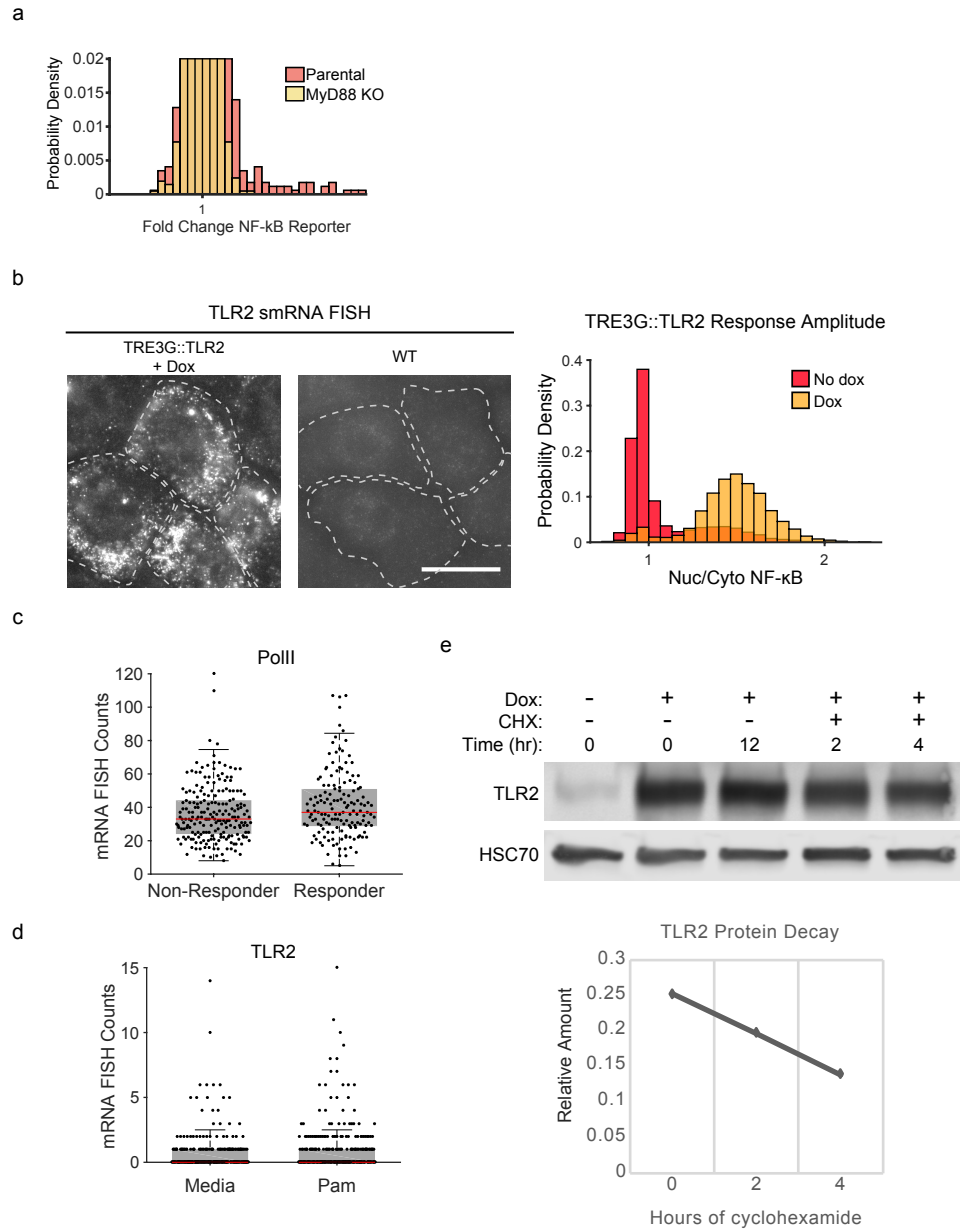 a
0.02
0.015
0.01
0.005
0
Probability Density
Parental
MyD88 KO
1
Fold Change NF-kB Reporter
b
TLR2 smRNA FISH
TRE3G::TLR2
+ Dox
WT
TRE3G::TLR2 Response Amplitude
0.4
0.3
0.2
0.1
0
Probability Density
No dox
Dox
1 2
Nuc/Cyto NF-κB
c
PolII
120
100
80
60
40
20
0
mRNA FISH Counts
Non-Responder Responder
d
TLR2
15
10
5
0
mRNA FISH Counts
Media Pam
e
Dox: - + + + +
CHX: - - - + +
Time (hr): 0 0 12 2 4
TLR2
HSC70
TLR2 Protein Decay
0.3
0.25
0.2
0.15
0.1
0.05
0
Relative Amount
0 2 4
Hours of cyclohexamide